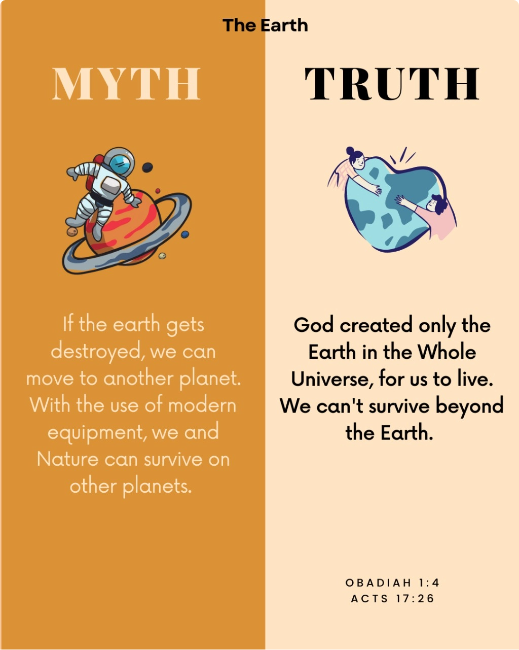 The Earth
MYTH
If the earth gets
destroyed, we can
move to another planet.
With the use of modern
equipment, we and
Nature can survive on
other planets.
TRUTH
God created only the
Earth in the Whole
Universe, for us to live.
We can't survive beyond
the Earth.
OBADIAH 1:4
ACTS 17:26